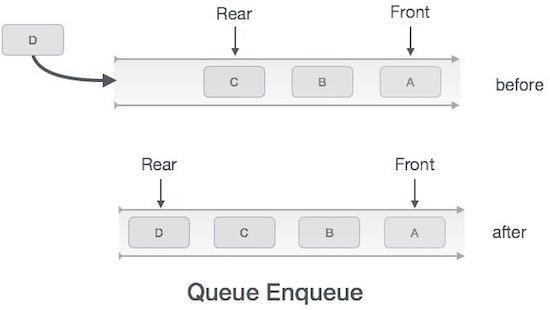 Rear Front
D
C B A
before
Rear Front
D C B A
after
Queue Enqueue